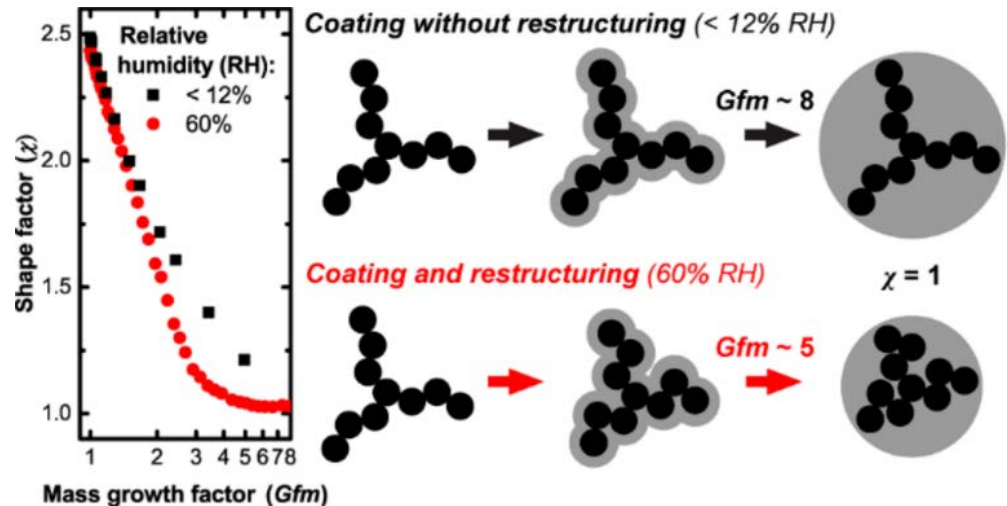 2.5
2.0
1.5
1.0
Shape factor (χ)
Relative
humidity (RH):
< 12%
60%
1 2 3 4 5 6 7 8
Mass growth factor (Gfm)
Coating without restructuring (< 12% RH)
Gfm ~ 8
Coating and restructuring (60% RH)
χ = 1
Gfm ~ 5